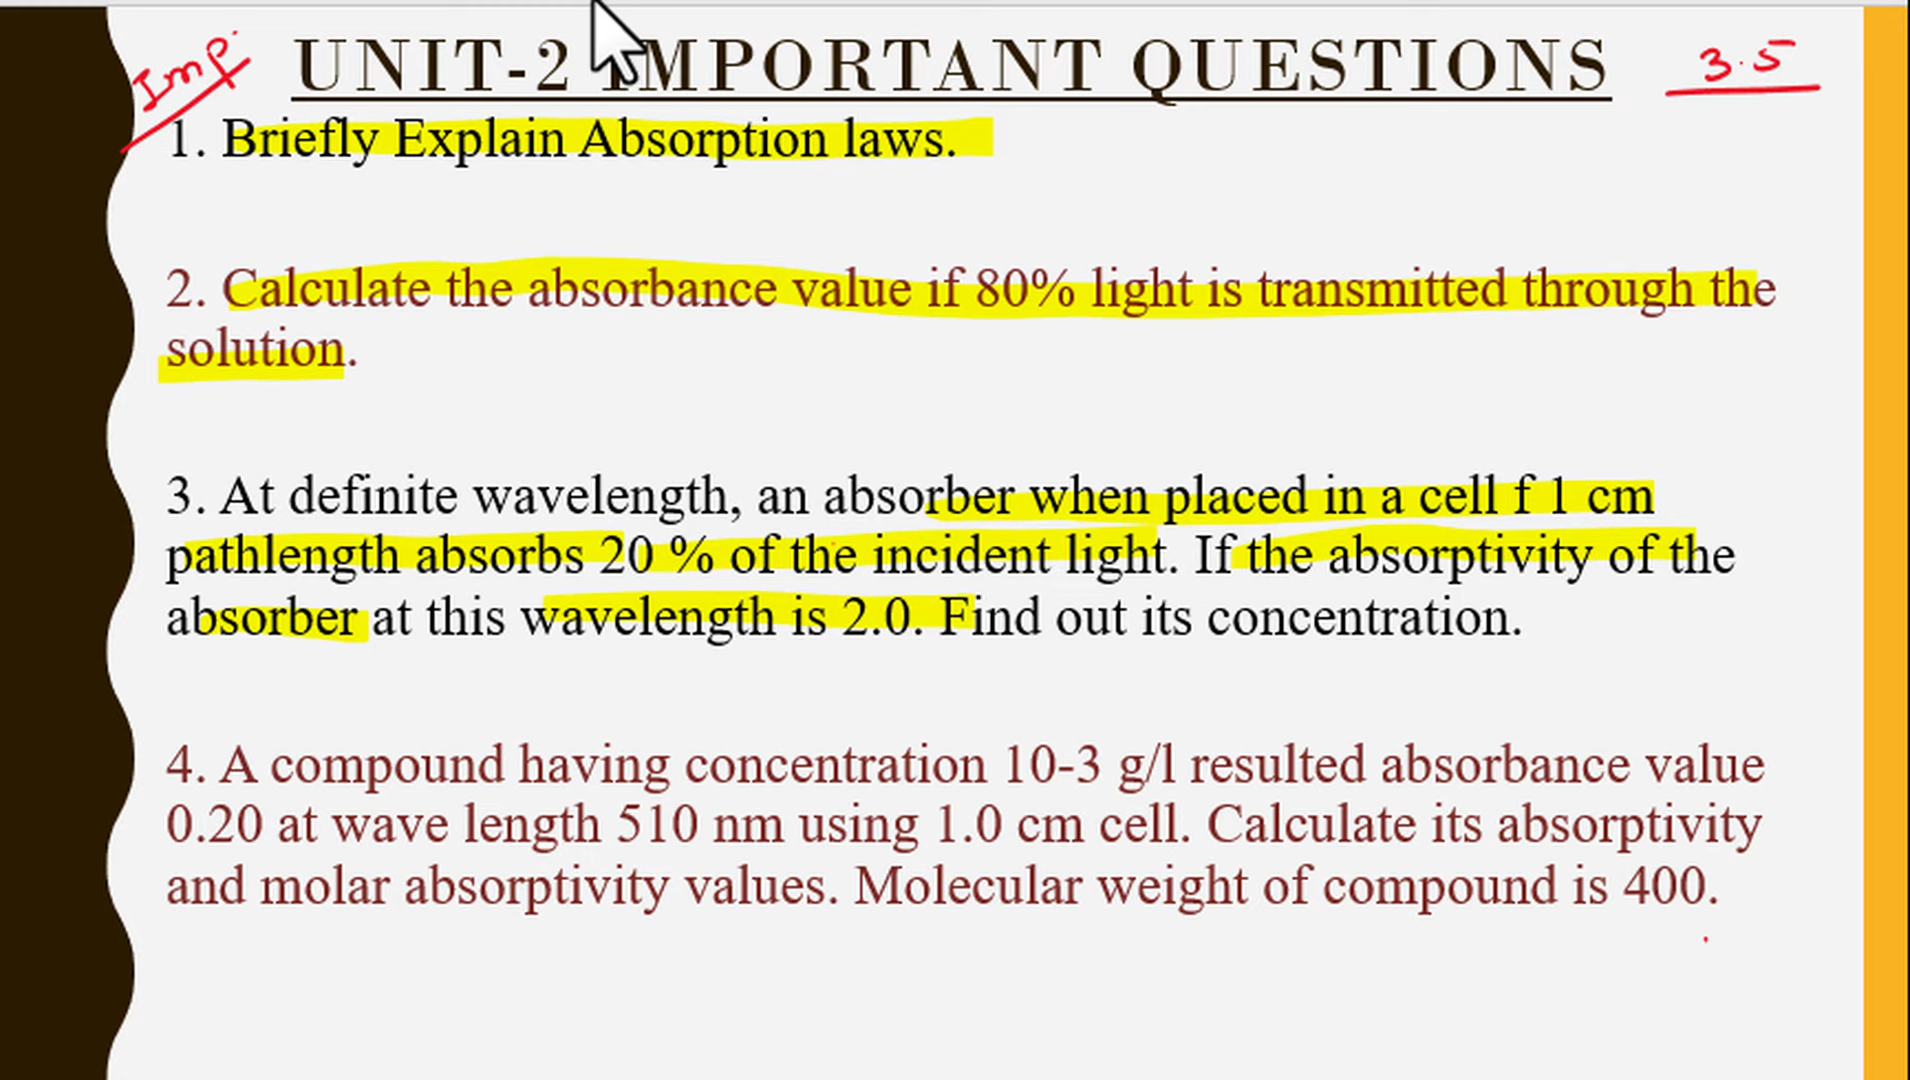 Imp.
UNIT-2 IMPORTANT QUESTIONS
3.5
1. Briefly Explain Absorption laws.
2. Calculate the absorbance value if 80% light is transmitted through the
solution.
3. At definite wavelength, an absorber when placed in a cell f 1 cm
pathlength absorbs 20 % of the incident light. If the absorptivity of the
absorber at this wavelength is 2.0. Find out its concentration.
4. A compound having concentration 10-3 g/l resulted absorbance value
0.20 at wave length 510 nm using 1.0 cm cell. Calculate its absorptivity
and molar absorptivity values. Molecular weight of compound is 400.